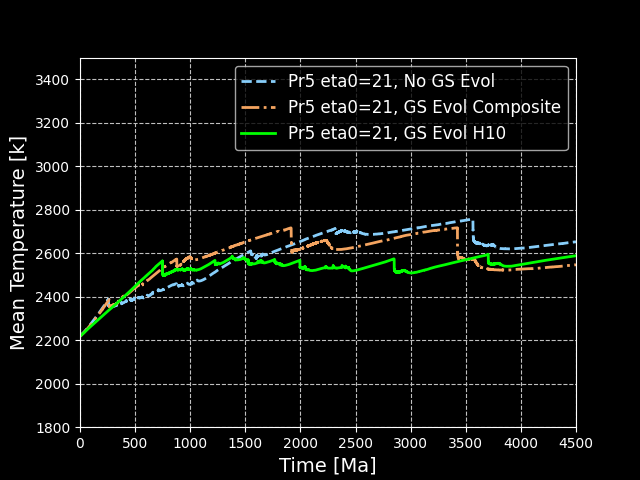 3400
3200
3000
2800
2600
2400
2200
2000
1800
Mean Temperature [k]
Pr5 eta0=21, No GS Evol
Pr5 eta0=21, GS Evol Composite
Pr5 eta0=21, GS Evol H10
0 500 1000 1500 2000 2500 3000 3500 4000 4500
Time [Ma]